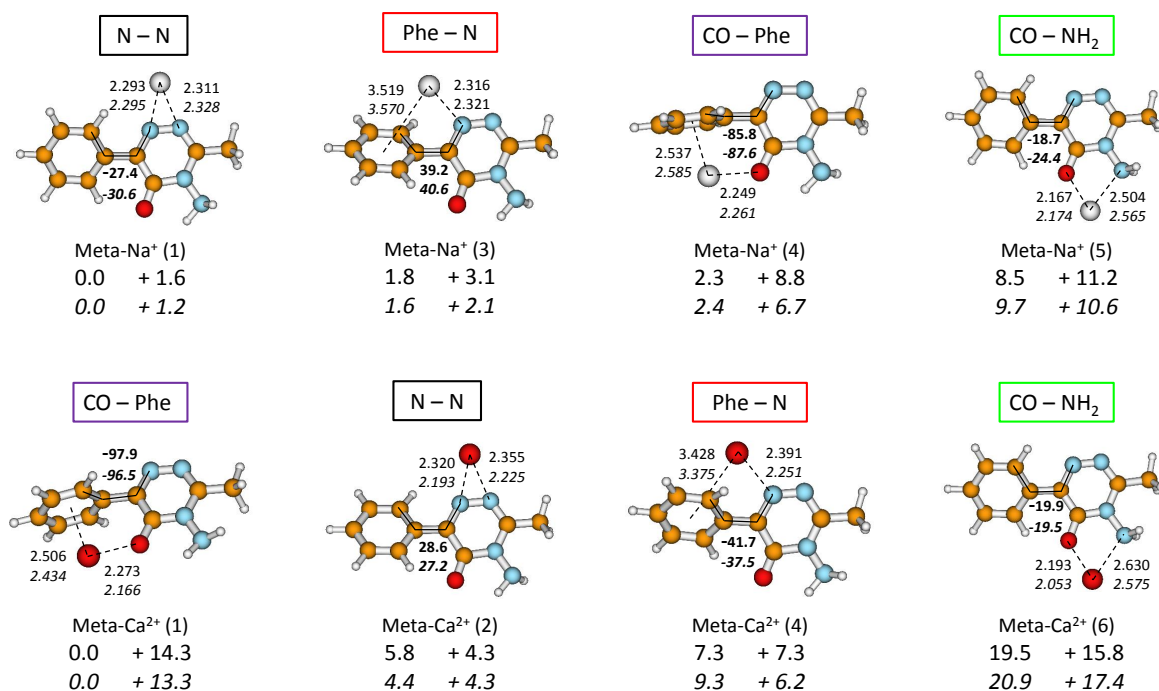 N – N
Phe – N
CO – Phe
CO – NH₂
2.293
2.295
2.311
2.328
-27.4
-30.6
3.519
3.570
2.316
2.321
39.2
40.6
-85.8
-87.6
2.537
2.585
2.249
2.261
-18.7
-24.4
2.167
2.174
2.504
2.565
Meta-Na⁺ (1)
0.0 + 1.6
0.0 + 1.2
Meta-Na⁺ (3)
1.8 + 3.1
1.6 + 2.1
Meta-Na⁺ (4)
2.3 + 8.8
2.4 + 6.7
Meta-Na⁺ (5)
8.5 + 11.2
9.7 + 10.6
CO – Phe
N – N
Phe – N
CO – NH₂
-97.9
-96.5
2.506
2.434
2.273
2.166
2.320
2.193
2.355
2.225
28.6
27.2
3.428
3.375
2.391
2.251
-41.7
-37.5
-19.9
-19.5
2.193
2.053
2.630
2.575
Meta-Ca²⁺ (1)
0.0 + 14.3
0.0 + 13.3
Meta-Ca²⁺ (2)
5.8 + 4.3
4.4 + 4.3
Meta-Ca²⁺ (4)
7.3 + 7.3
9.3 + 6.2
Meta-Ca²⁺ (6)
19.5 + 15.8
20.9 + 17.4